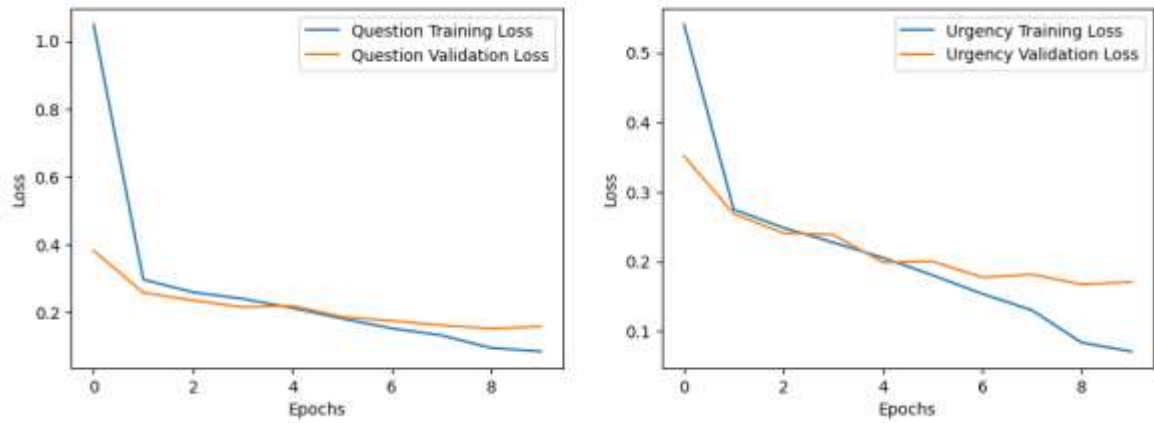 Question Training Loss
Question Validation Loss
1.0
0.8
0.6
0.4
0.2
Loss
0 2 4 6 8
Epochs
Urgency Training Loss
Urgency Validation Loss
0.5
0.4
0.3
0.2
0.1
Loss
0 2 4 6 8
Epochs